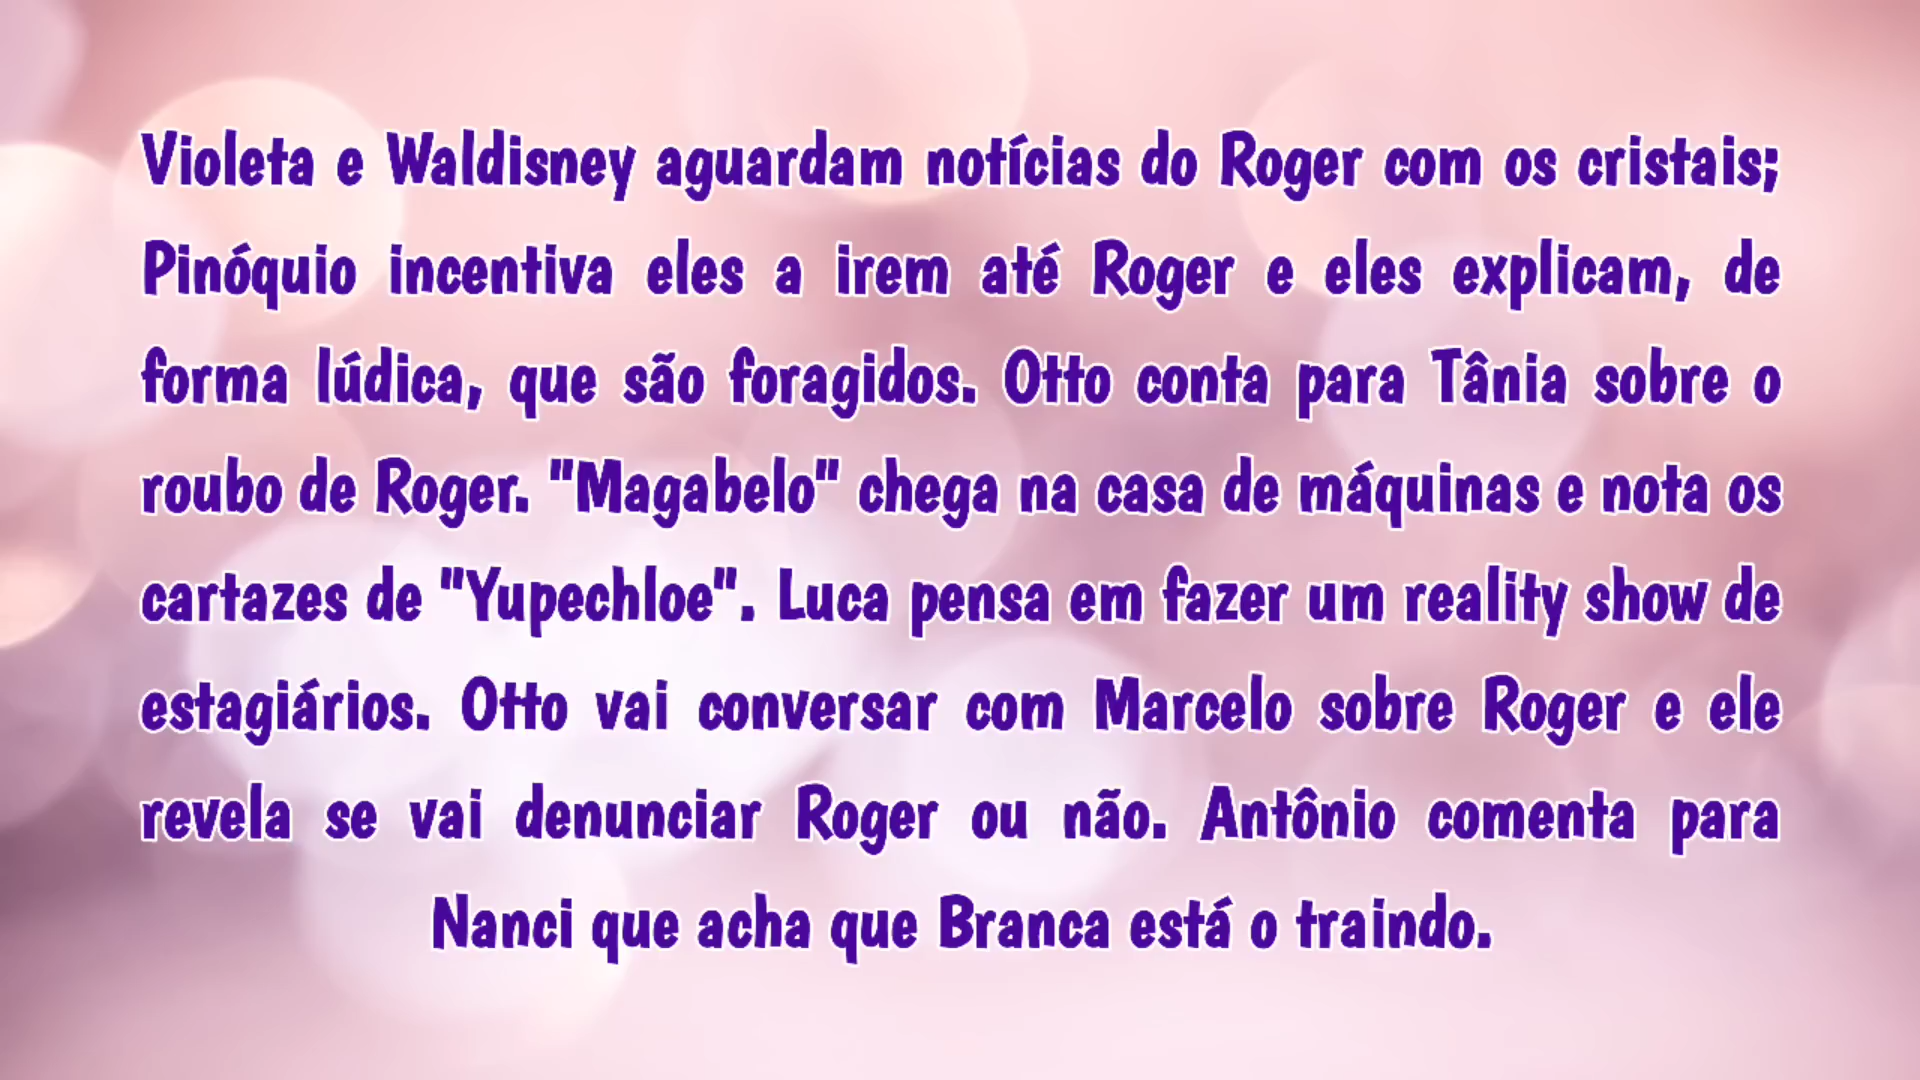 Violeta e Waldisney aguardam notícias do Roger com os cristais;
Pinóquio incentiva eles a irem até Roger e eles explicam, de
forma lúdica, que são foragidos. Otto conta para Tânia sobre o
roubo de Roger. "Magabelo" chega na casa de máquinas e nota os
cartazes de "Yupechloe". Luca pensa em fazer um reality show de
estagiários. Otto vai conversar com Marcelo sobre Roger e ele
revela se vai denunciar Roger ou não. Antônio comenta para
Nanci que acha que Branca está o traindo.